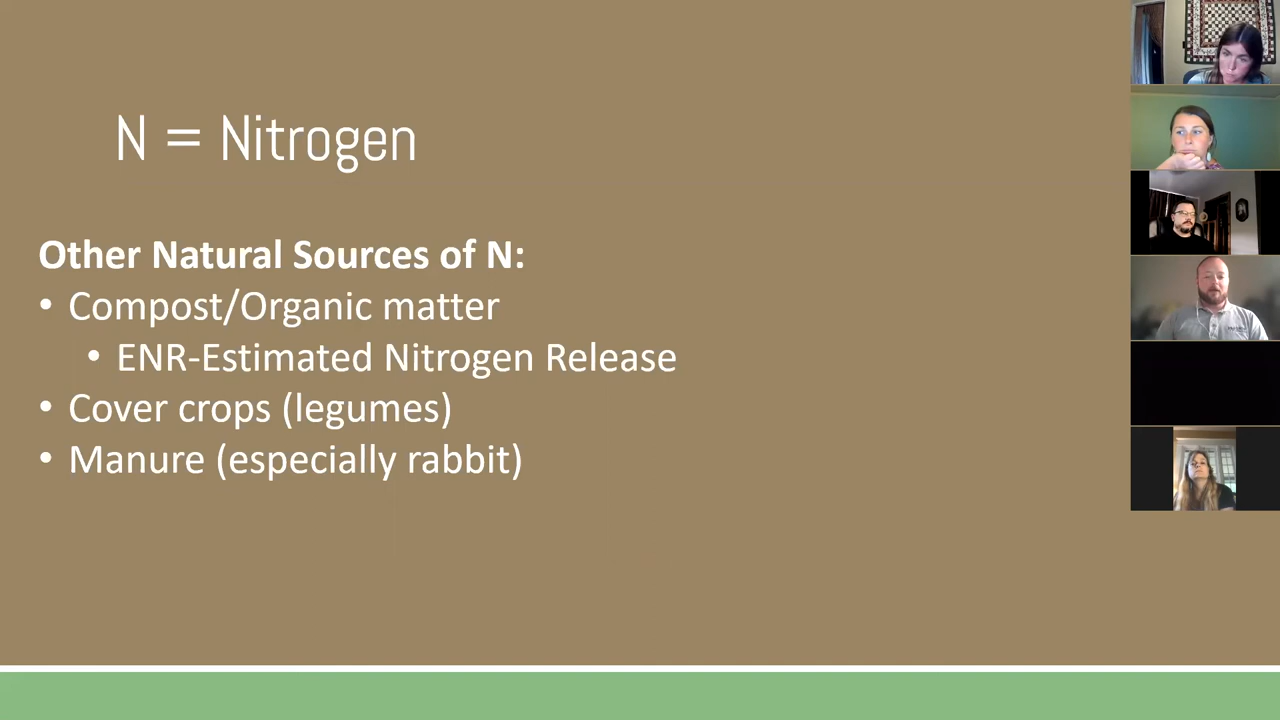 N = Nitrogen
Other Natural Sources of N:
• Compost/Organic matter
• ENR-Estimated Nitrogen Release
• Cover crops (legumes)
• Manure (especially rabbit)